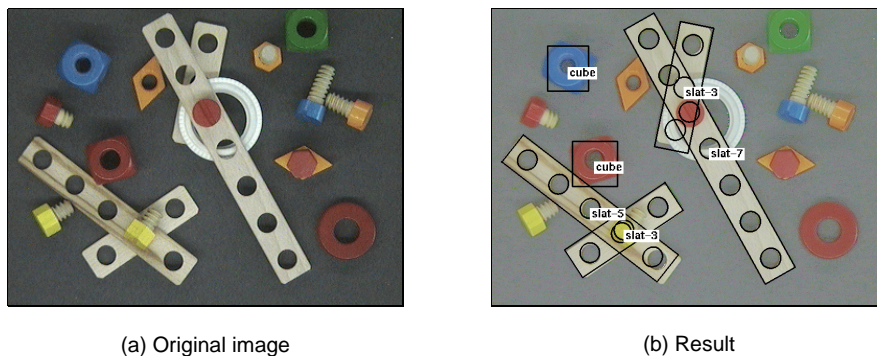 cube
slat-3
cube
slat-7
slat-5
slat-3
(a) Original image
(b) Result